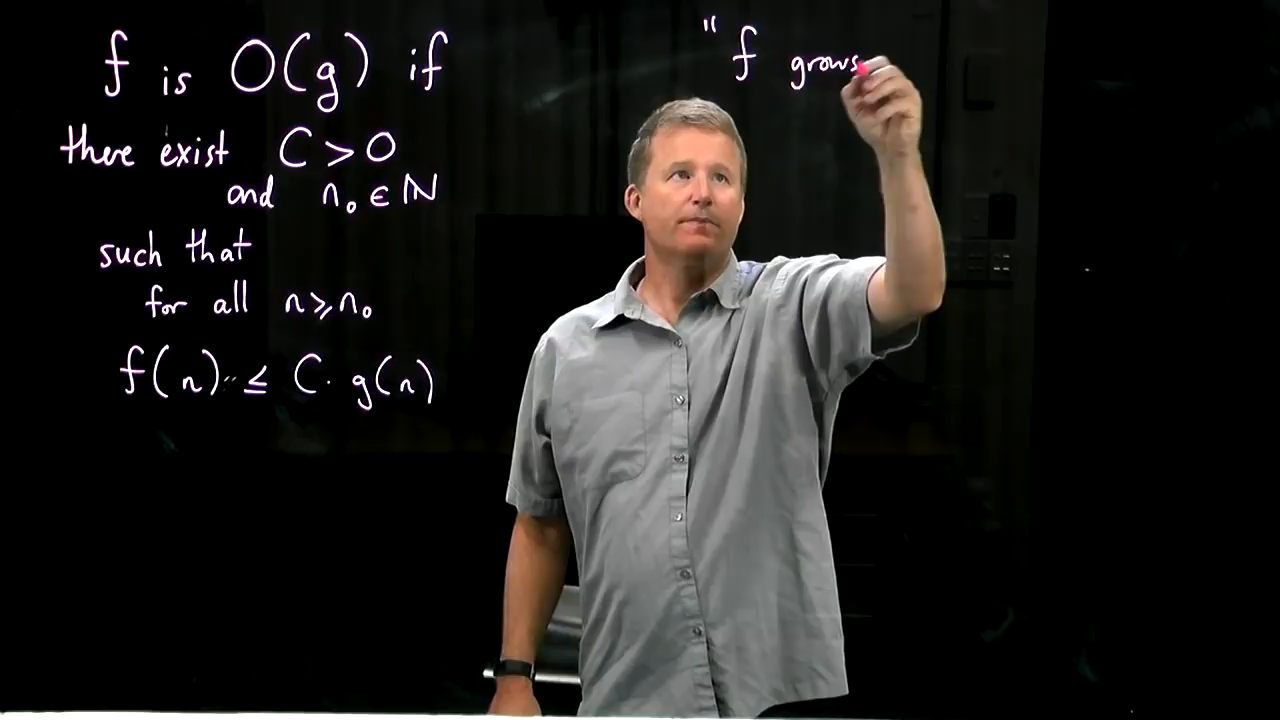 f is O(g) if
there exist C > 0
and n₀ ∈ ℕ
such that
for all n ≥ n₀
f(n) ≤ C · g(n)
" f grows